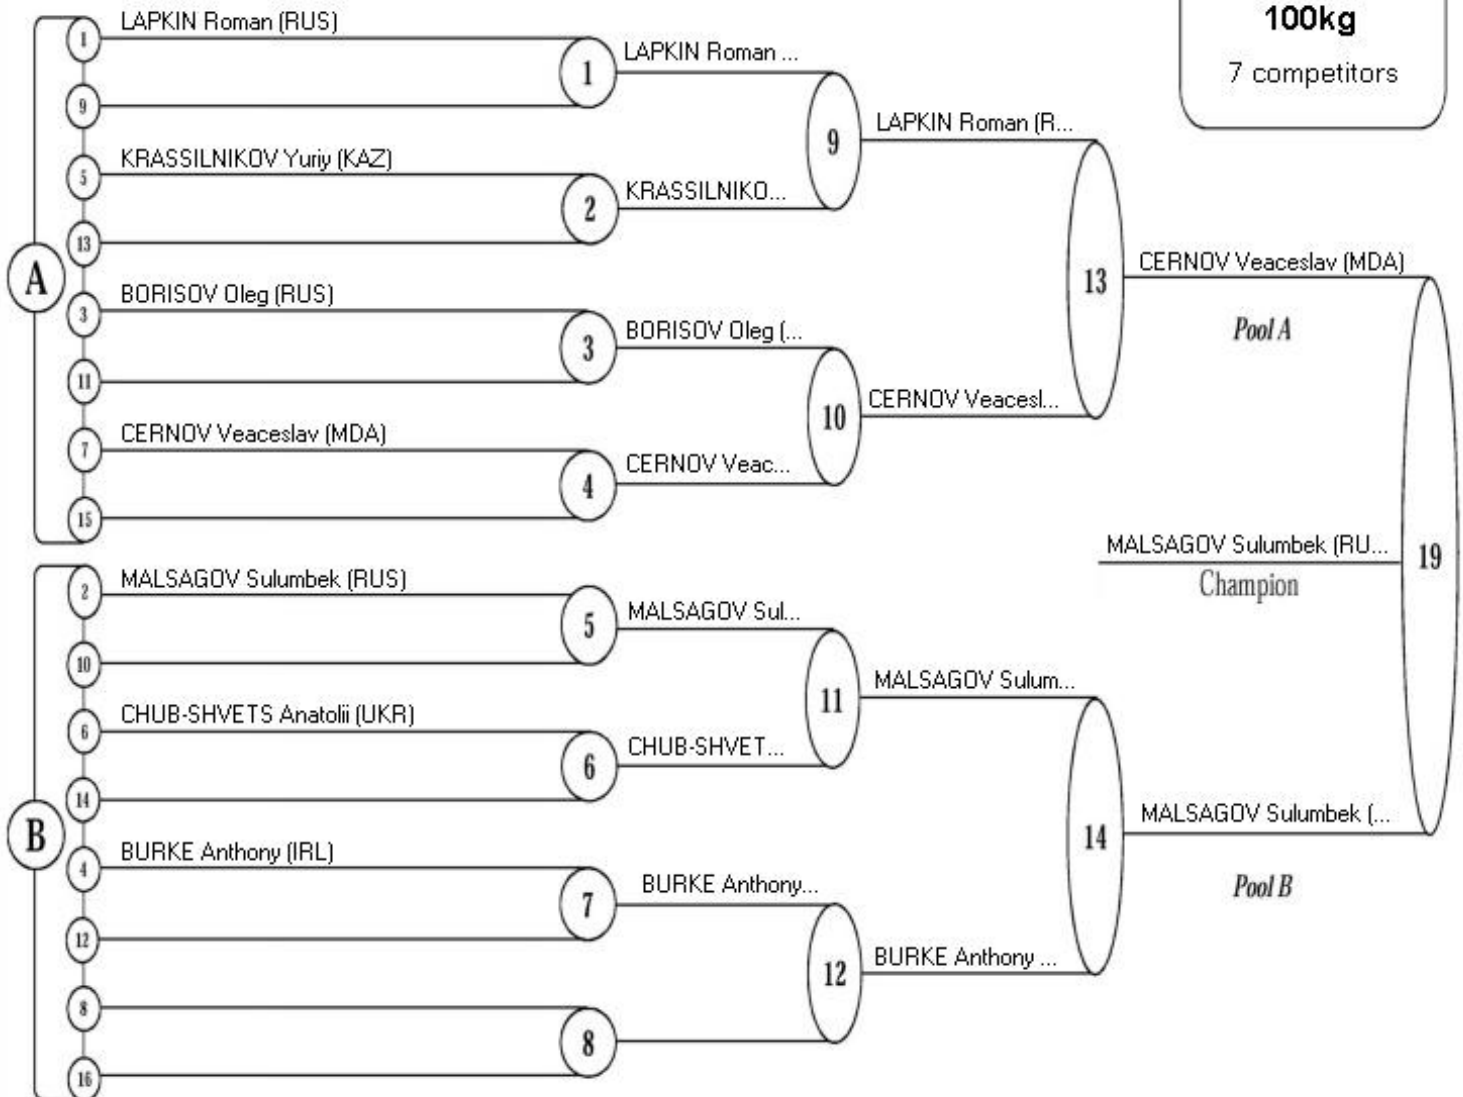 100kg
7 competitors
A
1
LAPKIN Roman (RUS)
9
1
LAPKIN Roman ...
5
KRASSILNIKOV Yuriy (KAZ)
13
2
KRASSILNIKO...
9
LAPKIN Roman (R...
3
BORISOV Oleg (RUS)
11
3
BORISOV Oleg (...
7
CERNOV Veaceslav (MDA)
15
4
CERNOV Veac...
10
CERNOV Veacesl...
13
CERNOV Veaceslav (MDA)
Pool A
B
2
MALSAGOV Sulumbek (RUS)
10
5
MALSAGOV Sul...
6
CHUB-SHVETS Anatolii (UKR)
14
6
CHUB-SHVET...
11
MALSAGOV Sulum...
4
BURKE Anthony (IRL)
12
7
BURKE Anthony...
8
16
8
12
BURKE Anthony ...
14
MALSAGOV Sulumbek (...
Pool B
19
MALSAGOV Sulumbek (RU...
Champion